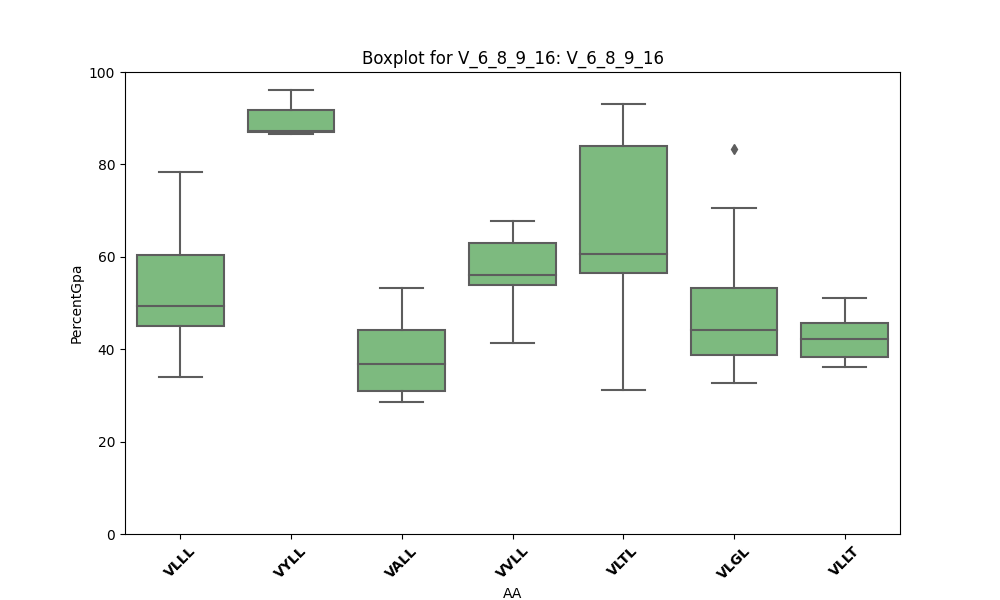 Boxplot for V_6_8_9_16: V_6_8_9_16
100
80
60
40
20
0
PercentGpa
VLLL
VYLL
VALL
VVLL
VLTL
VLGL
VLLT
AA